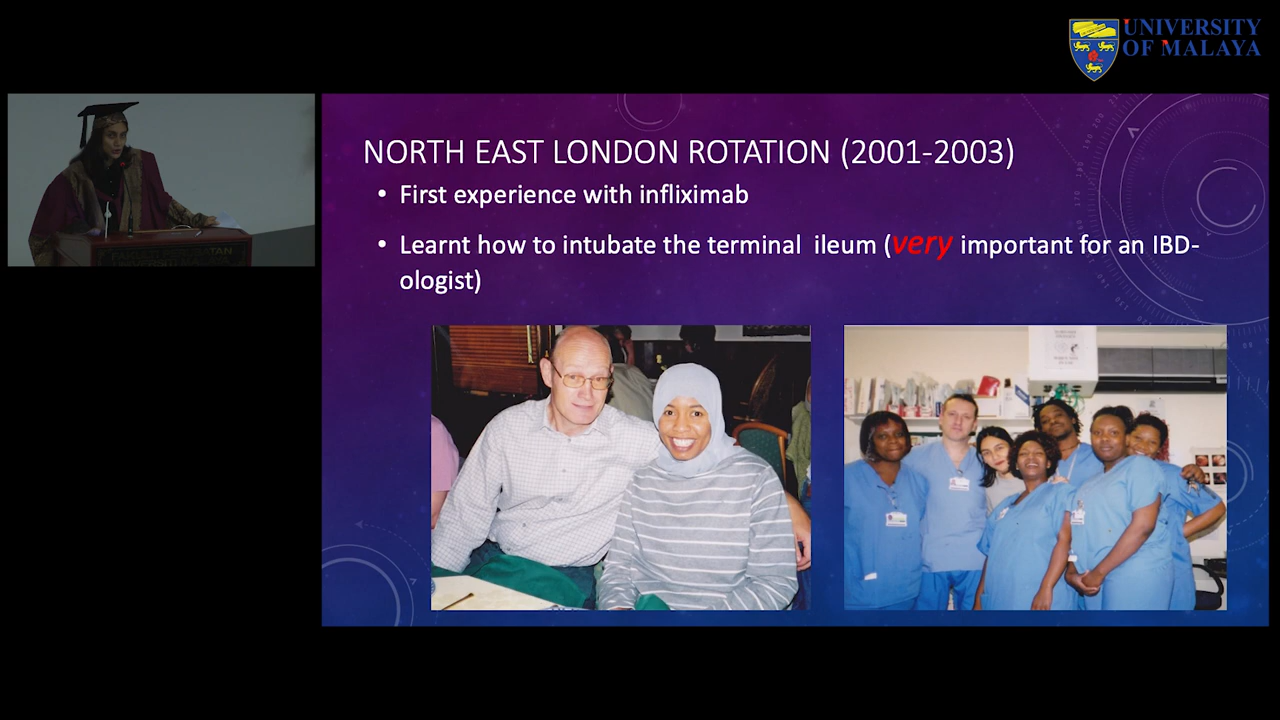 UNIVERSITY
OF MALAYA
NORTH EAST LONDON ROTATION (2001-2003)
• First experience with infliximab
• Learnt how to intubate the terminal ileum (very important for an IBD-
ologist)